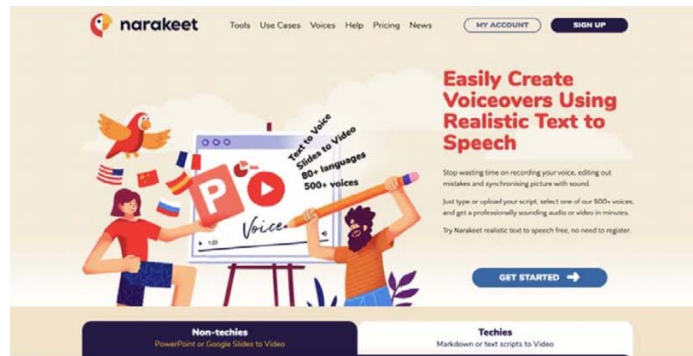 narakeet
Tools Use Cases Voices Help Pricing News
MY ACCOUNT
SIGN UP
Text to Voice
Slides to Video
80+ languages
500+ voices
P
Voice
1:20
Easily Create
Voiceovers Using
Realistic Text to
Speech
Stop wasting time on recording your voice, editing out
mistakes and synchronising picture with sound.
Just type or upload your script, select one of our 500+ voices,
and get a professionally sounding audio or video in minutes.
Try Narakeet realistic text to speech free, no need to register.
GET STARTED
Non-techies
PowerPoint or Google Slides to Video
Techies
Markdown or text scripts to Video